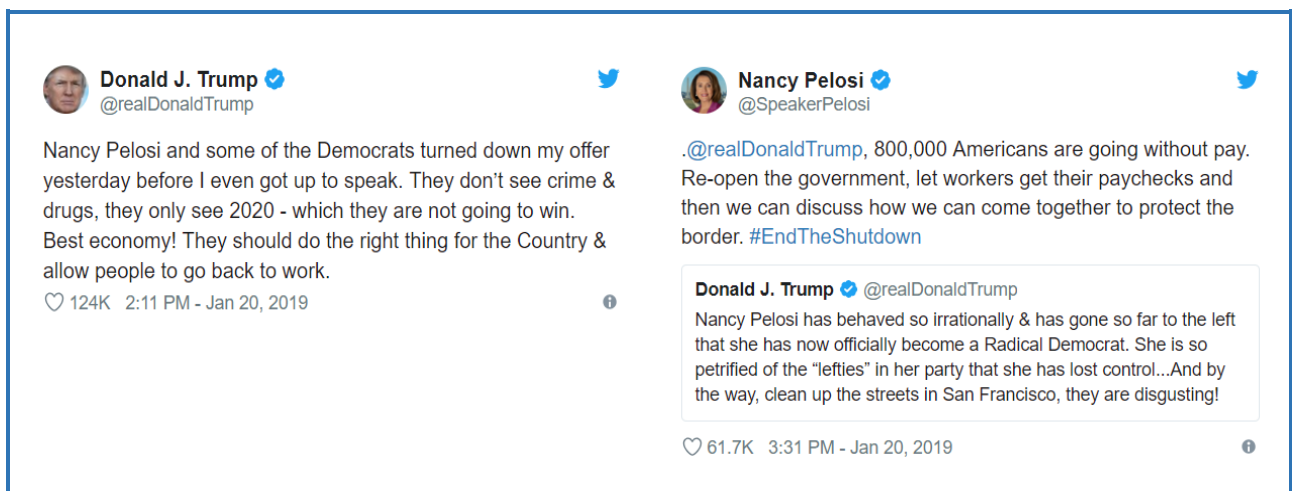 Donald J. Trump
@realDonaldTrump
Nancy Pelosi and some of the Democrats turned down my offer
yesterday before I even got up to speak. They don’t see crime &
drugs, they only see 2020 - which they are not going to win.
Best economy! They should do the right thing for the Country &
allow people to go back to work.
124K 2:11 PM - Jan 20, 2019
Nancy Pelosi
@SpeakerPelosi
.@realDonaldTrump, 800,000 Americans are going without pay.
Re-open the government, let workers get their paychecks and
then we can discuss how we can come together to protect the
border. #EndTheShutdown
Donald J. Trump @realDonaldTrump
Nancy Pelosi has behaved so irrationally & has gone so far to the left
that she has now officially become a Radical Democrat. She is so
petrified of the “lefties” in her party that she has lost control...And by
the way, clean up the streets in San Francisco, they are disgusting!
61.7K 3:31 PM - Jan 20, 2019